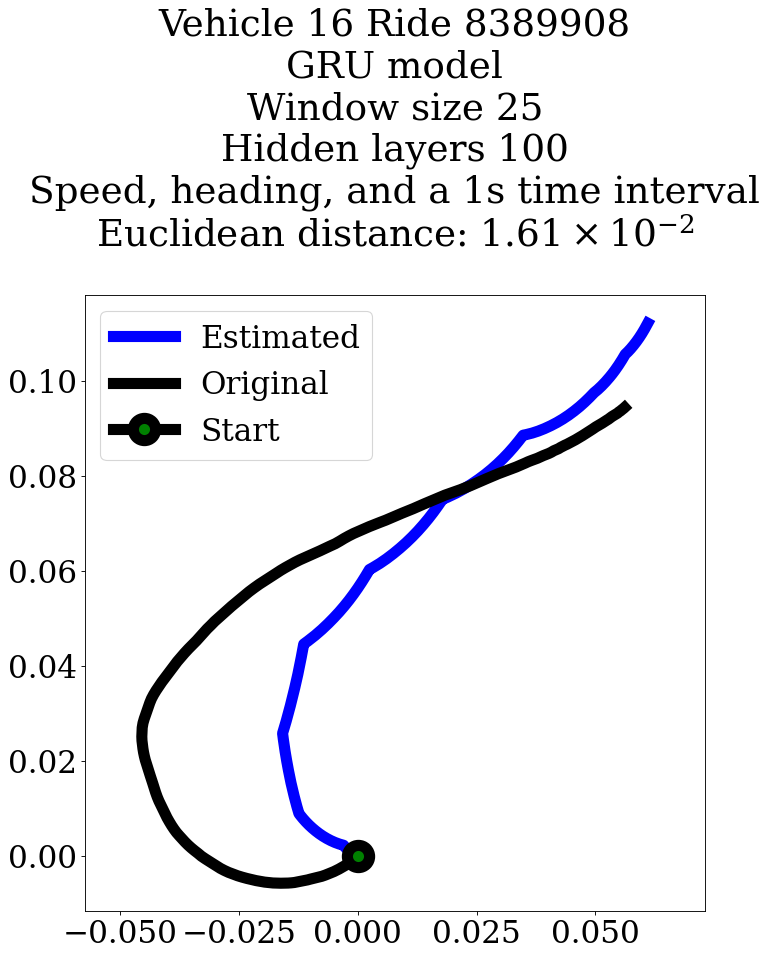 Vehicle 16 Ride 8389908
GRU model
Window size 25
Hidden layers 100
Speed, heading, and a 1s time interval
Euclidean distance: 1.61 × 10⁻²
Estimated
Original
Start
0.10
0.08
0.06
0.04
0.02
0.00
−0.050 −0.025 0.000 0.025 0.050